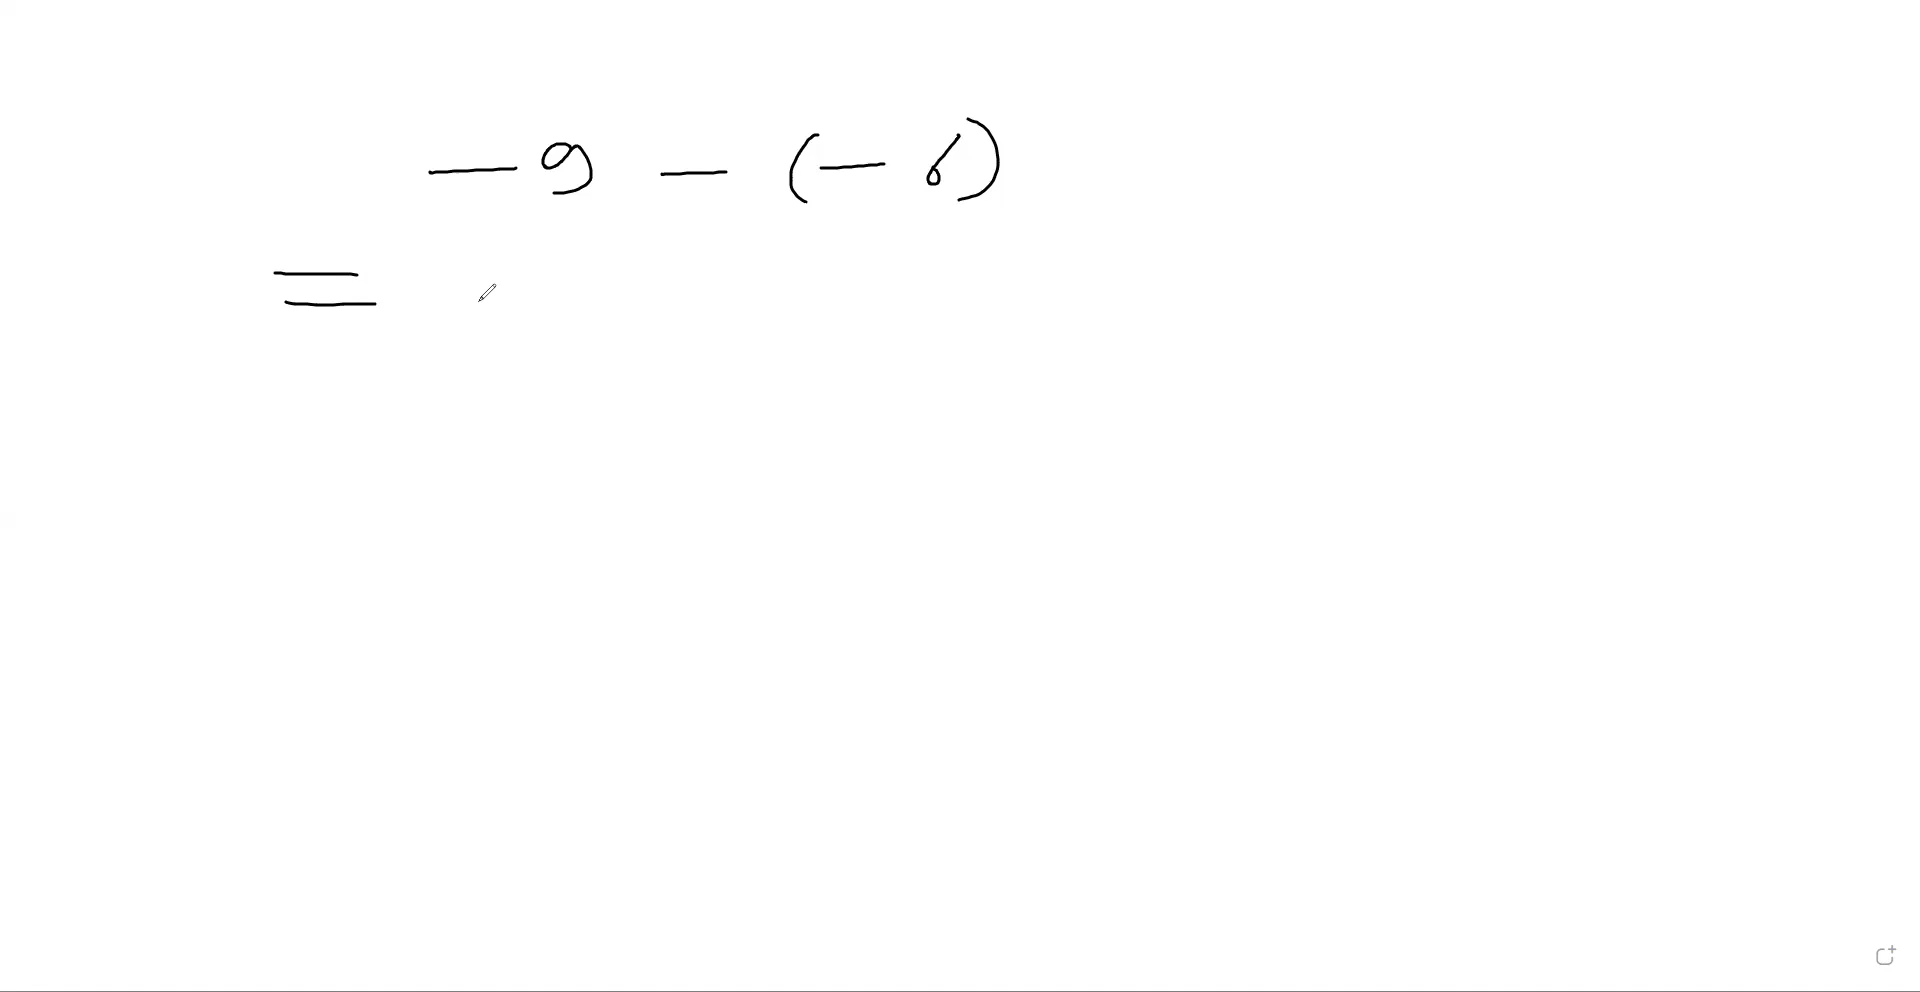 − 9 − (− 6)
=